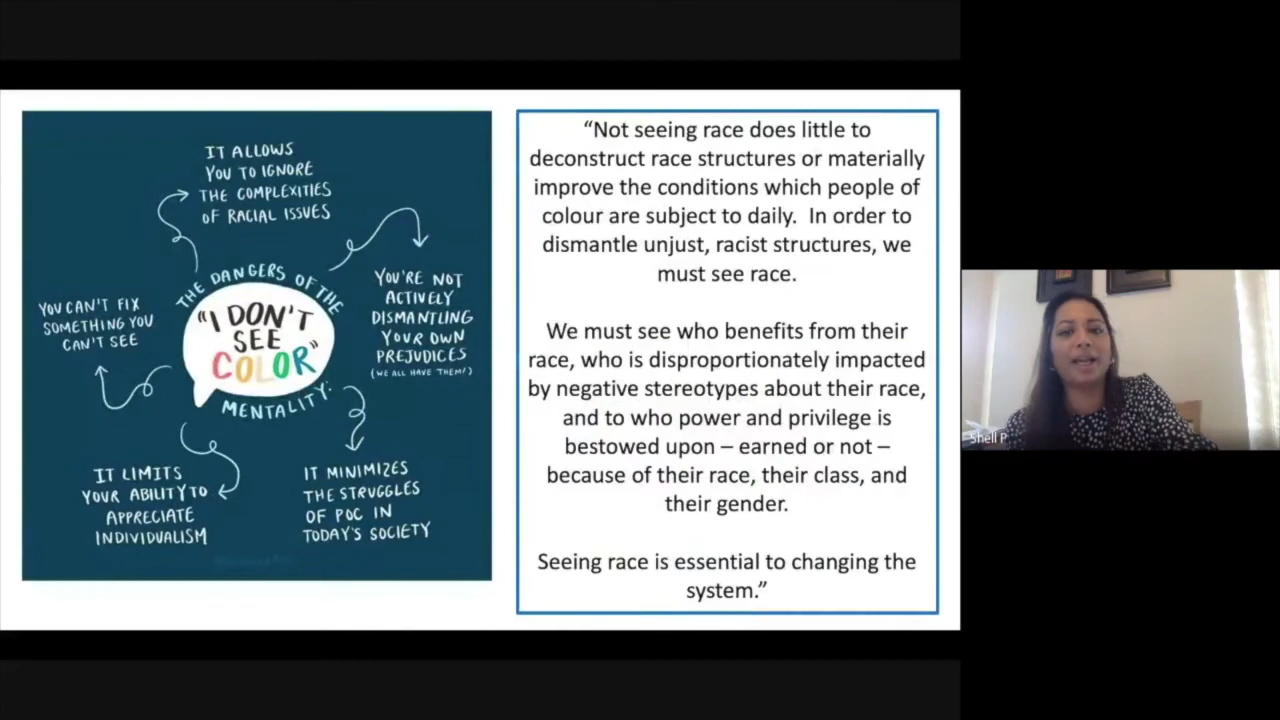 IT ALLOWS
YOU TO IGNORE
THE COMPLEXITIES
OF RACIAL ISSUES
THE DANGERS OF THE
"I DON'T
SEE
COLOR"
MENTALITY:
YOU'RE NOT
ACTIVELY
DISMANTLING
YOUR OWN
PREJUDICES
(WE ALL HAVE THEM!)
YOU CAN'T FIX
SOMETHING YOU
CAN'T SEE
IT LIMITS
YOUR ABILITY TO
APPRECIATE
INDIVIDUALISM
IT MINIMIZES
THE STRUGGLES
OF POC IN
TODAY'S SOCIETY
“Not seeing race does little to
deconstruct race structures or materially
improve the conditions which people of
colour are subject to daily. In order to
dismantle unjust, racist structures, we
must see race.
We must see who benefits from their
race, who is disproportionately impacted
by negative stereotypes about their race,
and to who power and privilege is
bestowed upon – earned or not –
because of their race, their class, and
their gender.
Seeing race is essential to changing the
system.”
Shell P